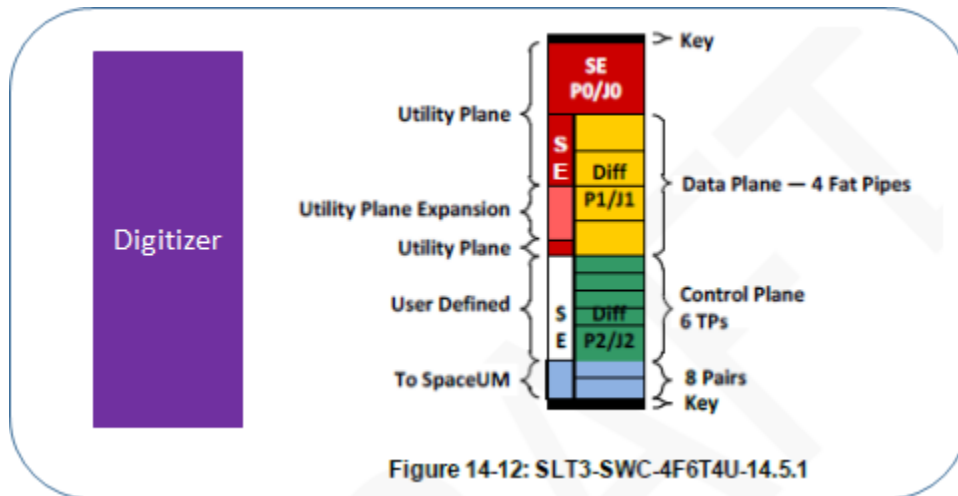 Digitizer
Key
SE
P0/J0
Utility Plane
S
E
Diff
P1/J1
Data Plane — 4 Fat Pipes
Utility Plane Expansion
Utility Plane
User Defined
S
E
Diff
P2/J2
Control Plane
6 TPs
To SpaceUM
8 Pairs
Key
Figure 14-12: SLT3-SWC-4F6T4U-14.5.1